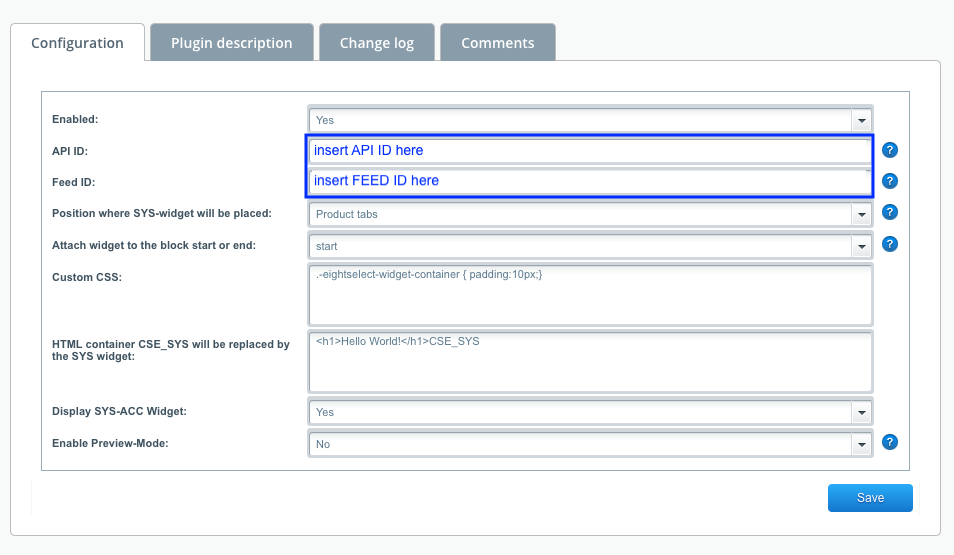 Configuration
Plugin description
Change log
Comments
Enabled:
Yes
API ID:
insert API ID here
?
Feed ID:
insert FEED ID here
?
Position where SYS-widget will be placed:
Product tabs
?
Attach widget to the block start or end:
start
?
Custom CSS:
.-eightselect-widget-container { padding:10px;}
HTML container CSE_SYS will be replaced by
the SYS widget:
<h1>Hello World!</h1>CSE_SYS
Display SYS-ACC Widget:
Yes
Enable Preview-Mode:
No
?
Save